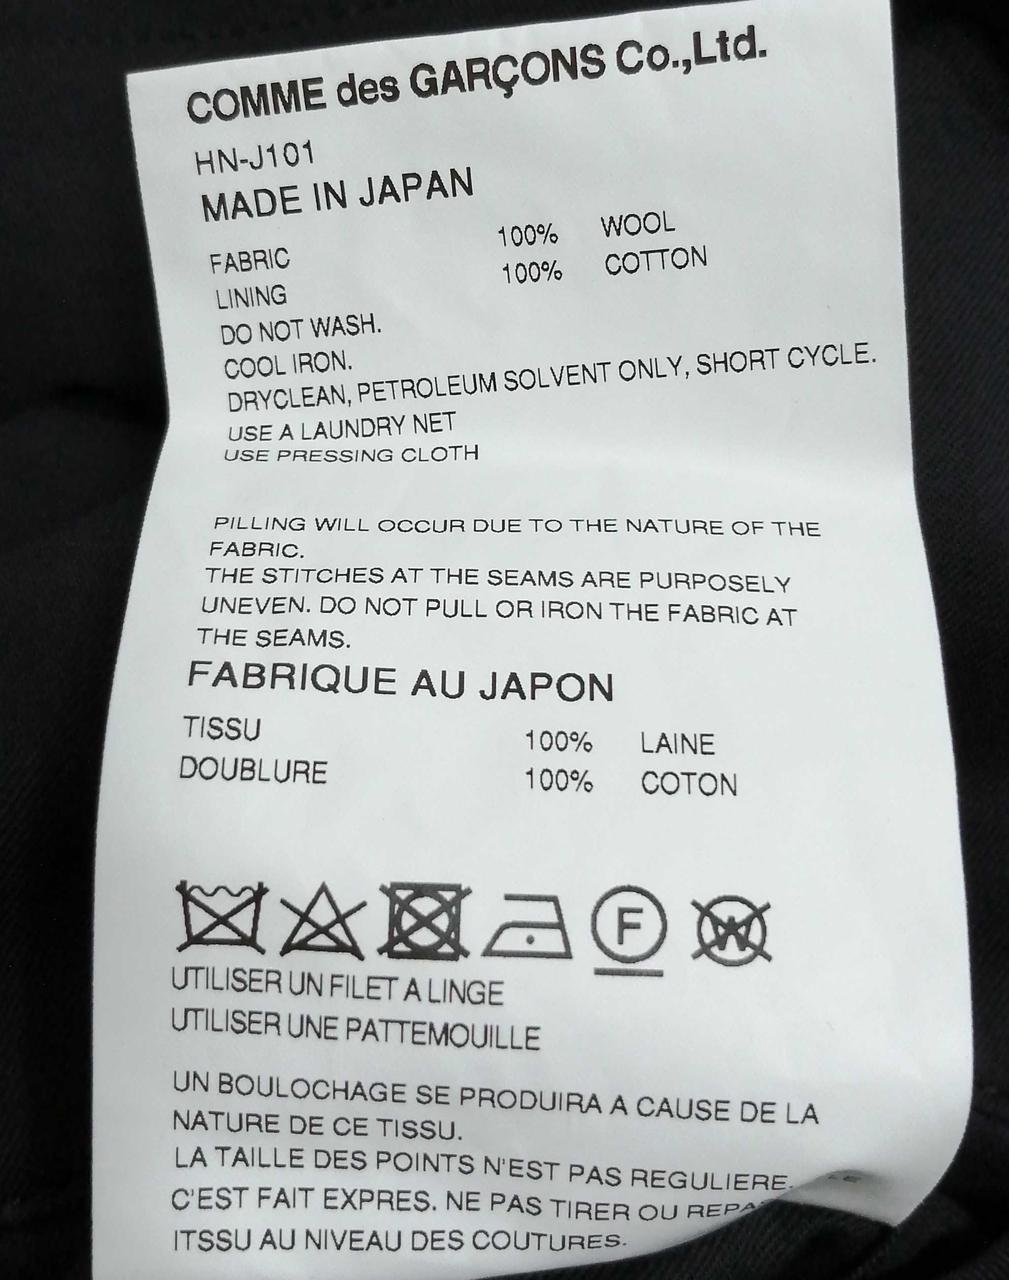 COMME des GARÇONS Co.,Ltd.
HN-J101
MADE IN JAPAN
FABRIC 100% WOOL
LINING 100% COTTON
DO NOT WASH.
COOL IRON.
DRYCLEAN, PETROLEUM SOLVENT ONLY, SHORT CYCLE.
USE A LAUNDRY NET
USE PRESSING CLOTH
PILLING WILL OCCUR DUE TO THE NATURE OF THE
FABRIC.
THE STITCHES AT THE SEAMS ARE PURPOSELY
UNEVEN. DO NOT PULL OR IRON THE FABRIC AT
THE SEAMS.
FABRIQUE AU JAPON
TISSU 100% LAINE
DOUBLURE 100% COTON
F W
UTILISER UN FILET A LINGE
UTILISER UNE PATTEMOUILLE
UN BOULOCHAGE SE PRODUIRA A CAUSE DE LA
NATURE DE CE TISSU.
LA TAILLE DES POINTS N'EST PAS REGULIERE.
C'EST FAIT EXPRES. NE PAS TIRER OU
ITSSU AU NIVEAU DES COUTURES.